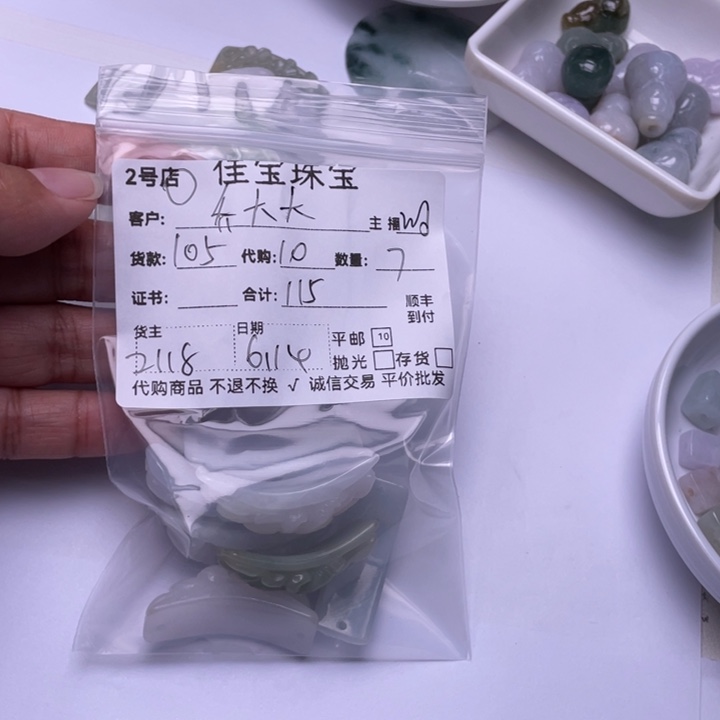 2号店 佳宝珠宝
客户: 乔大大 主播
货款: 105 代购: 10 数量: 7
证书: 合计: 115 顺丰
到付
货主 日期 平邮 10
2118 6114 抛光 存货
代购商品 不退不换 √ 诚信交易 平价批发